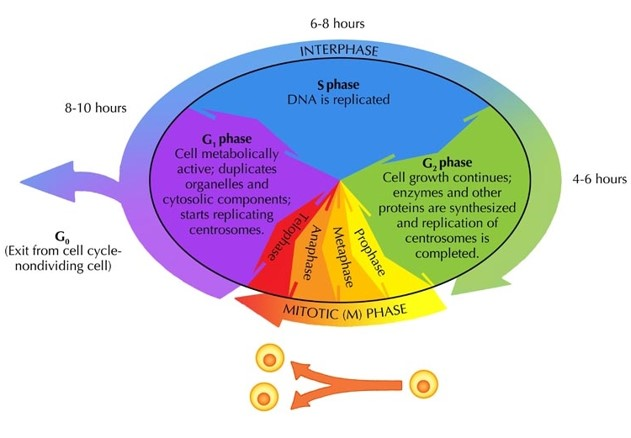 6-8 hours
INTERPHASE
S phase
DNA is replicated
8-10 hours
G1 phase
Cell metabolically
active; duplicates
organelles and
cytosolic components;
starts replicating
centrosomes.
G2 phase
Cell growth continues;
enzymes and other
proteins are synthesized
and replication of
centrosomes is
completed.
4-6 hours
G0
(Exit from cell cycle-
nondividing cell)
Telophase
Anaphase
Metaphase
Prophase
MITOTIC (M) PHASE